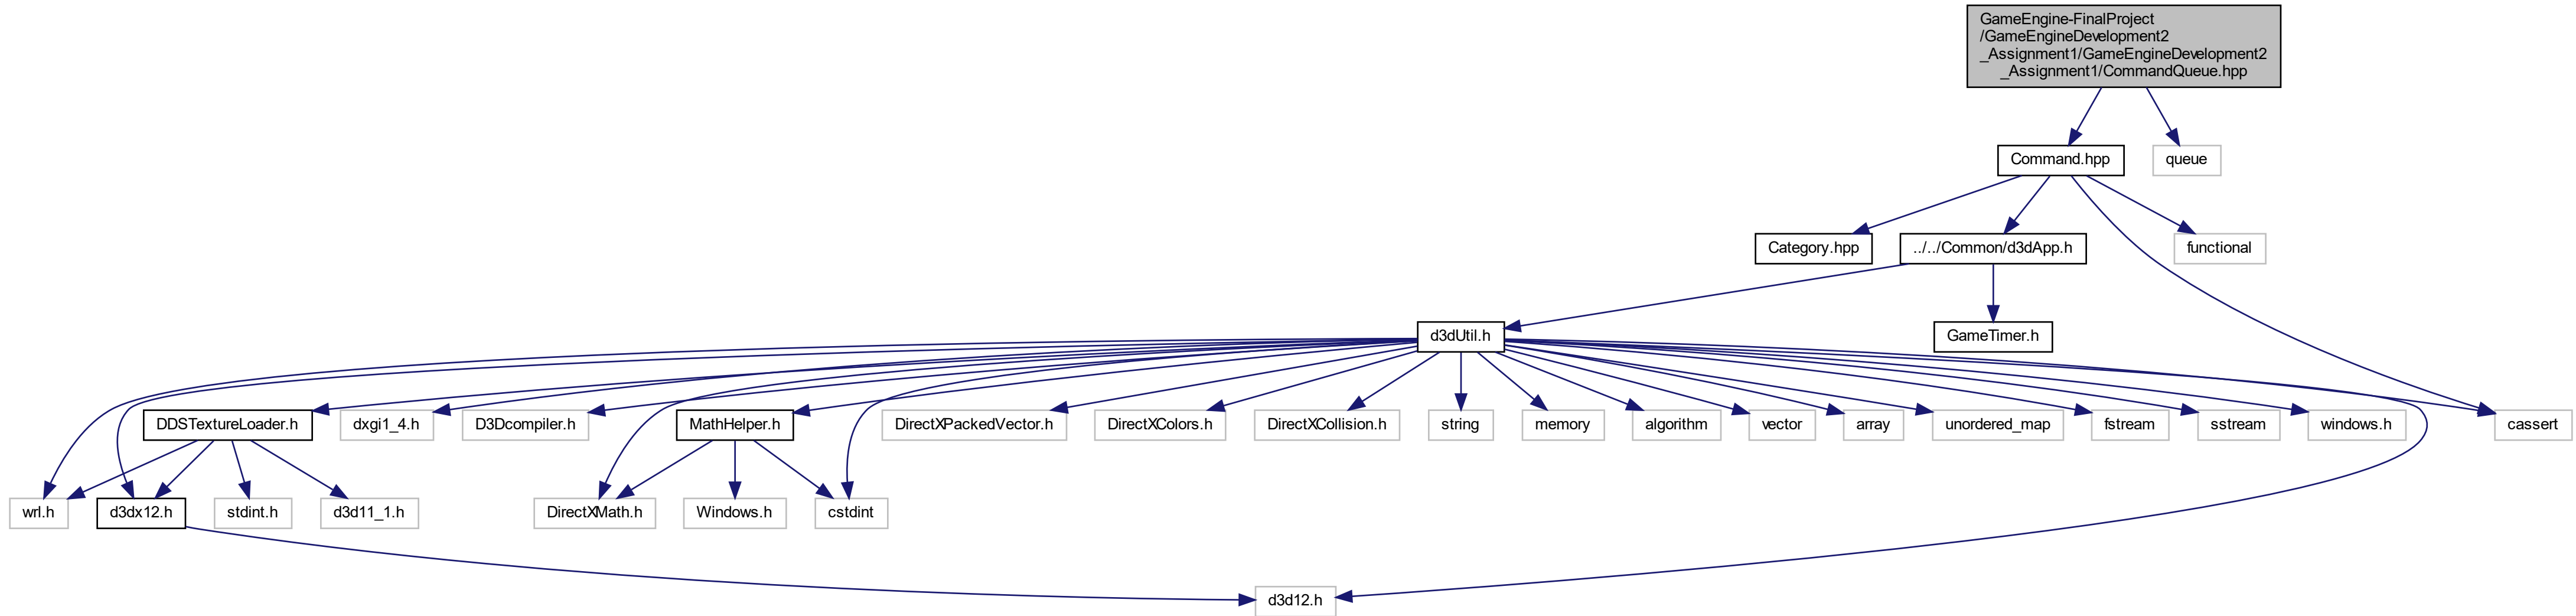 GameEngine-FinalProject
/GameEngineDevelopment2
_Assignment1/GameEngineDevelopment2
_Assignment1/CommandQueue.hpp
Command.hpp
queue
Category.hpp
../../Common/d3dApp.h
functional
d3dUtil.h
GameTimer.h
DDSTextureLoader.h
dxgi1_4.h
D3Dcompiler.h
MathHelper.h
DirectXPackedVector.h
DirectXColors.h
DirectXCollision.h
string
memory
algorithm
vector
array
unordered_map
fstream
sstream
windows.h
cassert
wrl.h
d3dx12.h
stdint.h
d3d11_1.h
DirectXMath.h
Windows.h
cstdint
d3d12.h